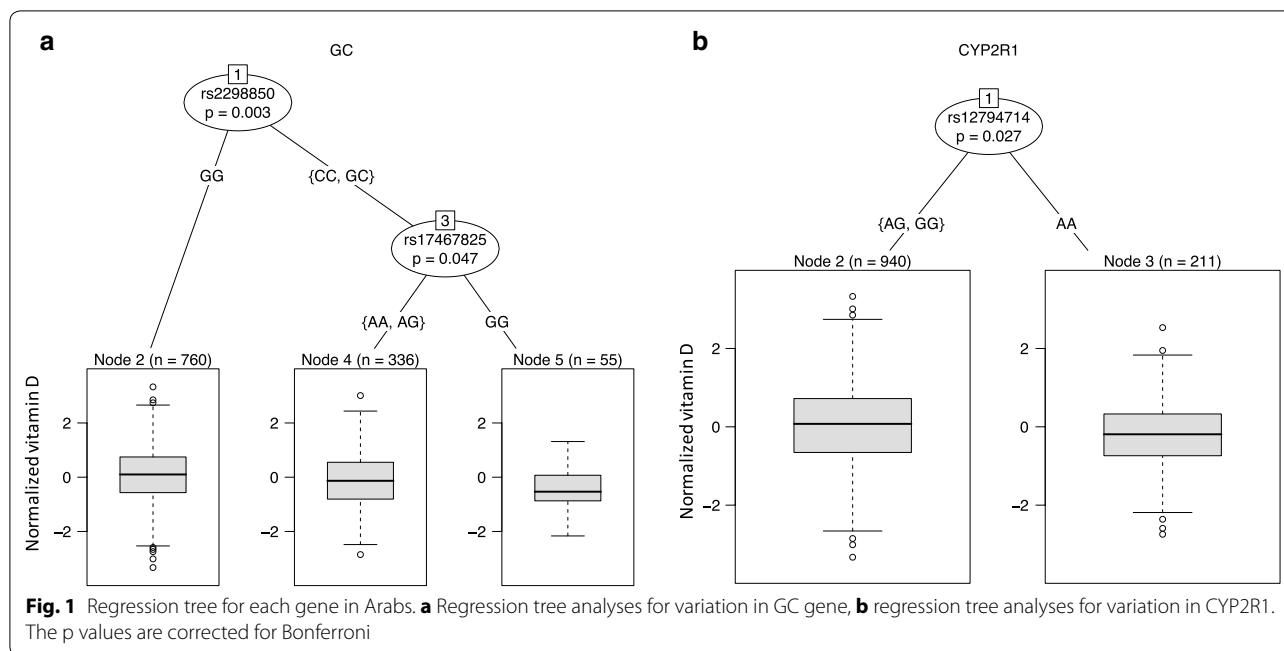 a
GC
1
rs2298850
p = 0.003
GG
{CC, GC}
3
rs17467825
p = 0.047
{AA, AG}
GG
Node 2 (n = 760)
Node 4 (n = 336)
Node 5 (n = 55)
Normalized vitamin D
2
0
−2
2
0
−2
2
0
−2
b
CYP2R1
1
rs12794714
p = 0.027
{AG, GG}
AA
Node 2 (n = 940)
Node 3 (n = 211)
Normalized vitamin D
2
0
−2
2
0
−2
Fig. 1 Regression tree for each gene in Arabs. a Regression tree analyses for variation in GC gene, b regression tree analyses for variation in CYP2R1.
The p values are corrected for Bonferroni